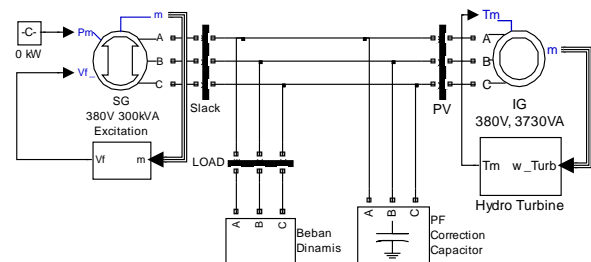 -C-
0 kW
Pm
Vf_
m
A
B
C
SG
380V 300kVA
Excitation
Vf
m
Slack
LOAD
A
B
C
Beban
Dinamis
A
B
C
PF
Correction
Capacitor
PV
Tm
A
B
C
m
IG
380V, 3730VA
Tm
w _Turb
Hydro Turbine